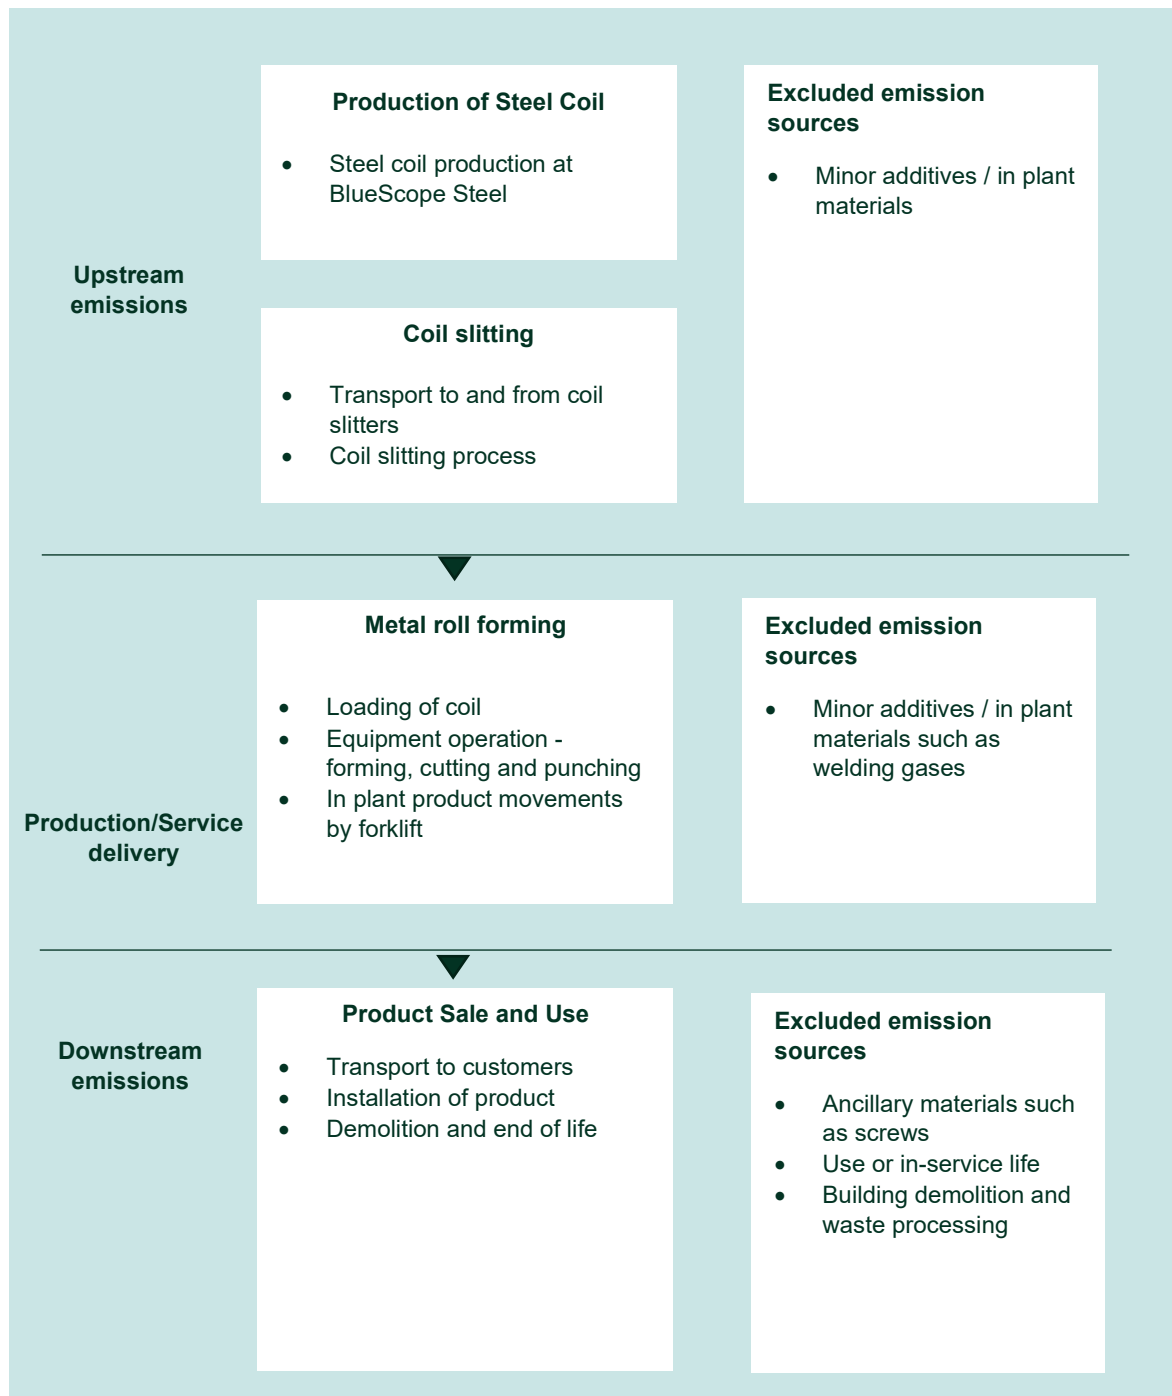 Upstream
emissions
Production of Steel Coil
• Steel coil production at
BlueScope Steel
Coil slitting
• Transport to and from coil
slitters
• Coil slitting process
Excluded emission
sources
• Minor additives / in plant
materials
Production/Service
delivery
Metal roll forming
• Loading of coil
• Equipment operation -
forming, cutting and punching
• In plant product movements
by forklift
Excluded emission
sources
• Minor additives / in plant
materials such as
welding gases
Downstream
emissions
Product Sale and Use
• Transport to customers
• Installation of product
• Demolition and end of life
Excluded emission
sources
• Ancillary materials such
as screws
• Use or in-service life
• Building demolition and
waste processing